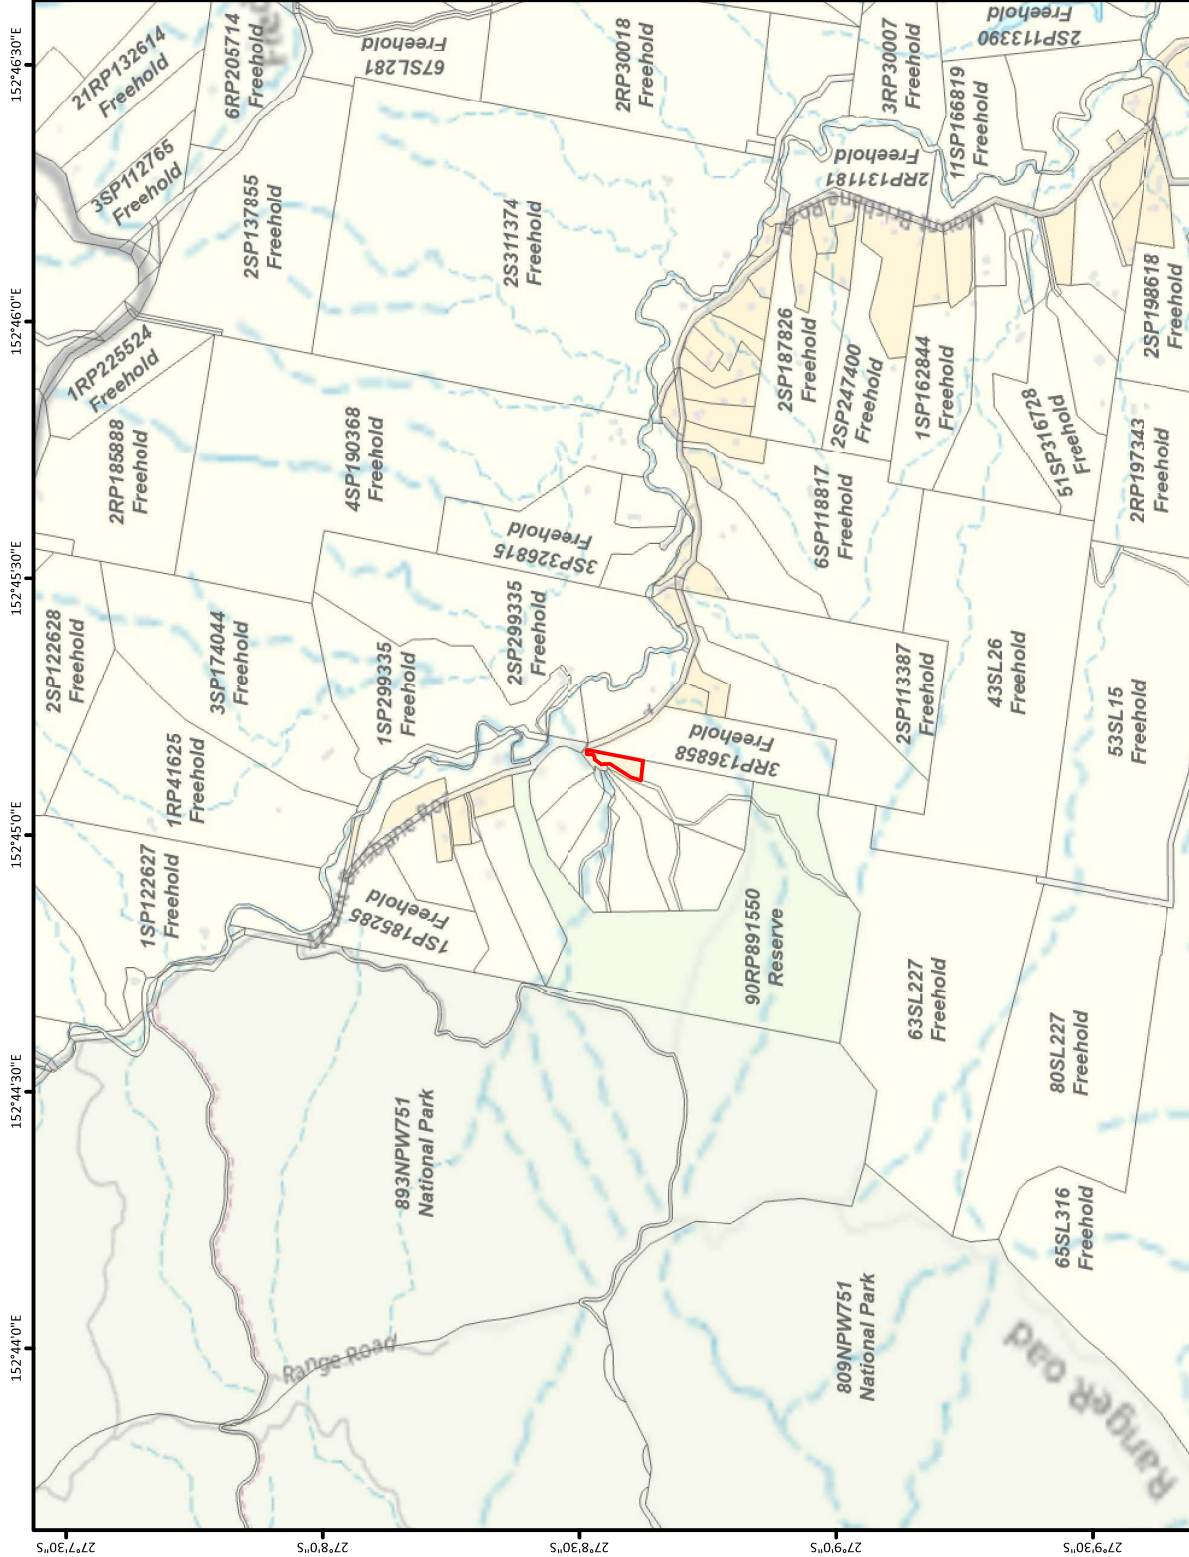 152°46'30"E
152°46'0"E
152°45'30"E
152°45'0"E
152°44'30"E
152°44'0"E
21RP132614
Freehold
6RP205714
Freehold
67SL281
Freehold
2RP30018
Freehold
3RP30007
Freehold
2SP113390
Freehold
3SP112765
Freehold
2SP137855
Freehold
2S311374
Freehold
2RP131181
Freehold
11SP166819
Freehold
Mount Brisbane Road
1RP225524
Freehold
2RP185888
Freehold
4SP190368
Freehold
3SP326815
Freehold
2SP187826
Freehold
2SP247400
Freehold
1SP162844
Freehold
51SP316728
Freehold
2SP198618
Freehold
2RP197343
Freehold
6SP118817
Freehold
2SP122628
Freehold
3SP174044
Freehold
1SP299335
Freehold
2SP299335
Freehold
1RP41625
Freehold
3RP136858
Freehold
2SP113387
Freehold
43SL26
Freehold
53SL15
Freehold
1SP122627
Freehold
1SP185285
Freehold
90RP891550
Reserve
63SL227
Freehold
80SL227
Freehold
65SL316
Freehold
893NPW751
National Park
809NPW751
National Park
Range Road
RangeRoad
27°7'30"S
27°8'0"S
27°8'30"S
27°9'0"S
27°9'30"S